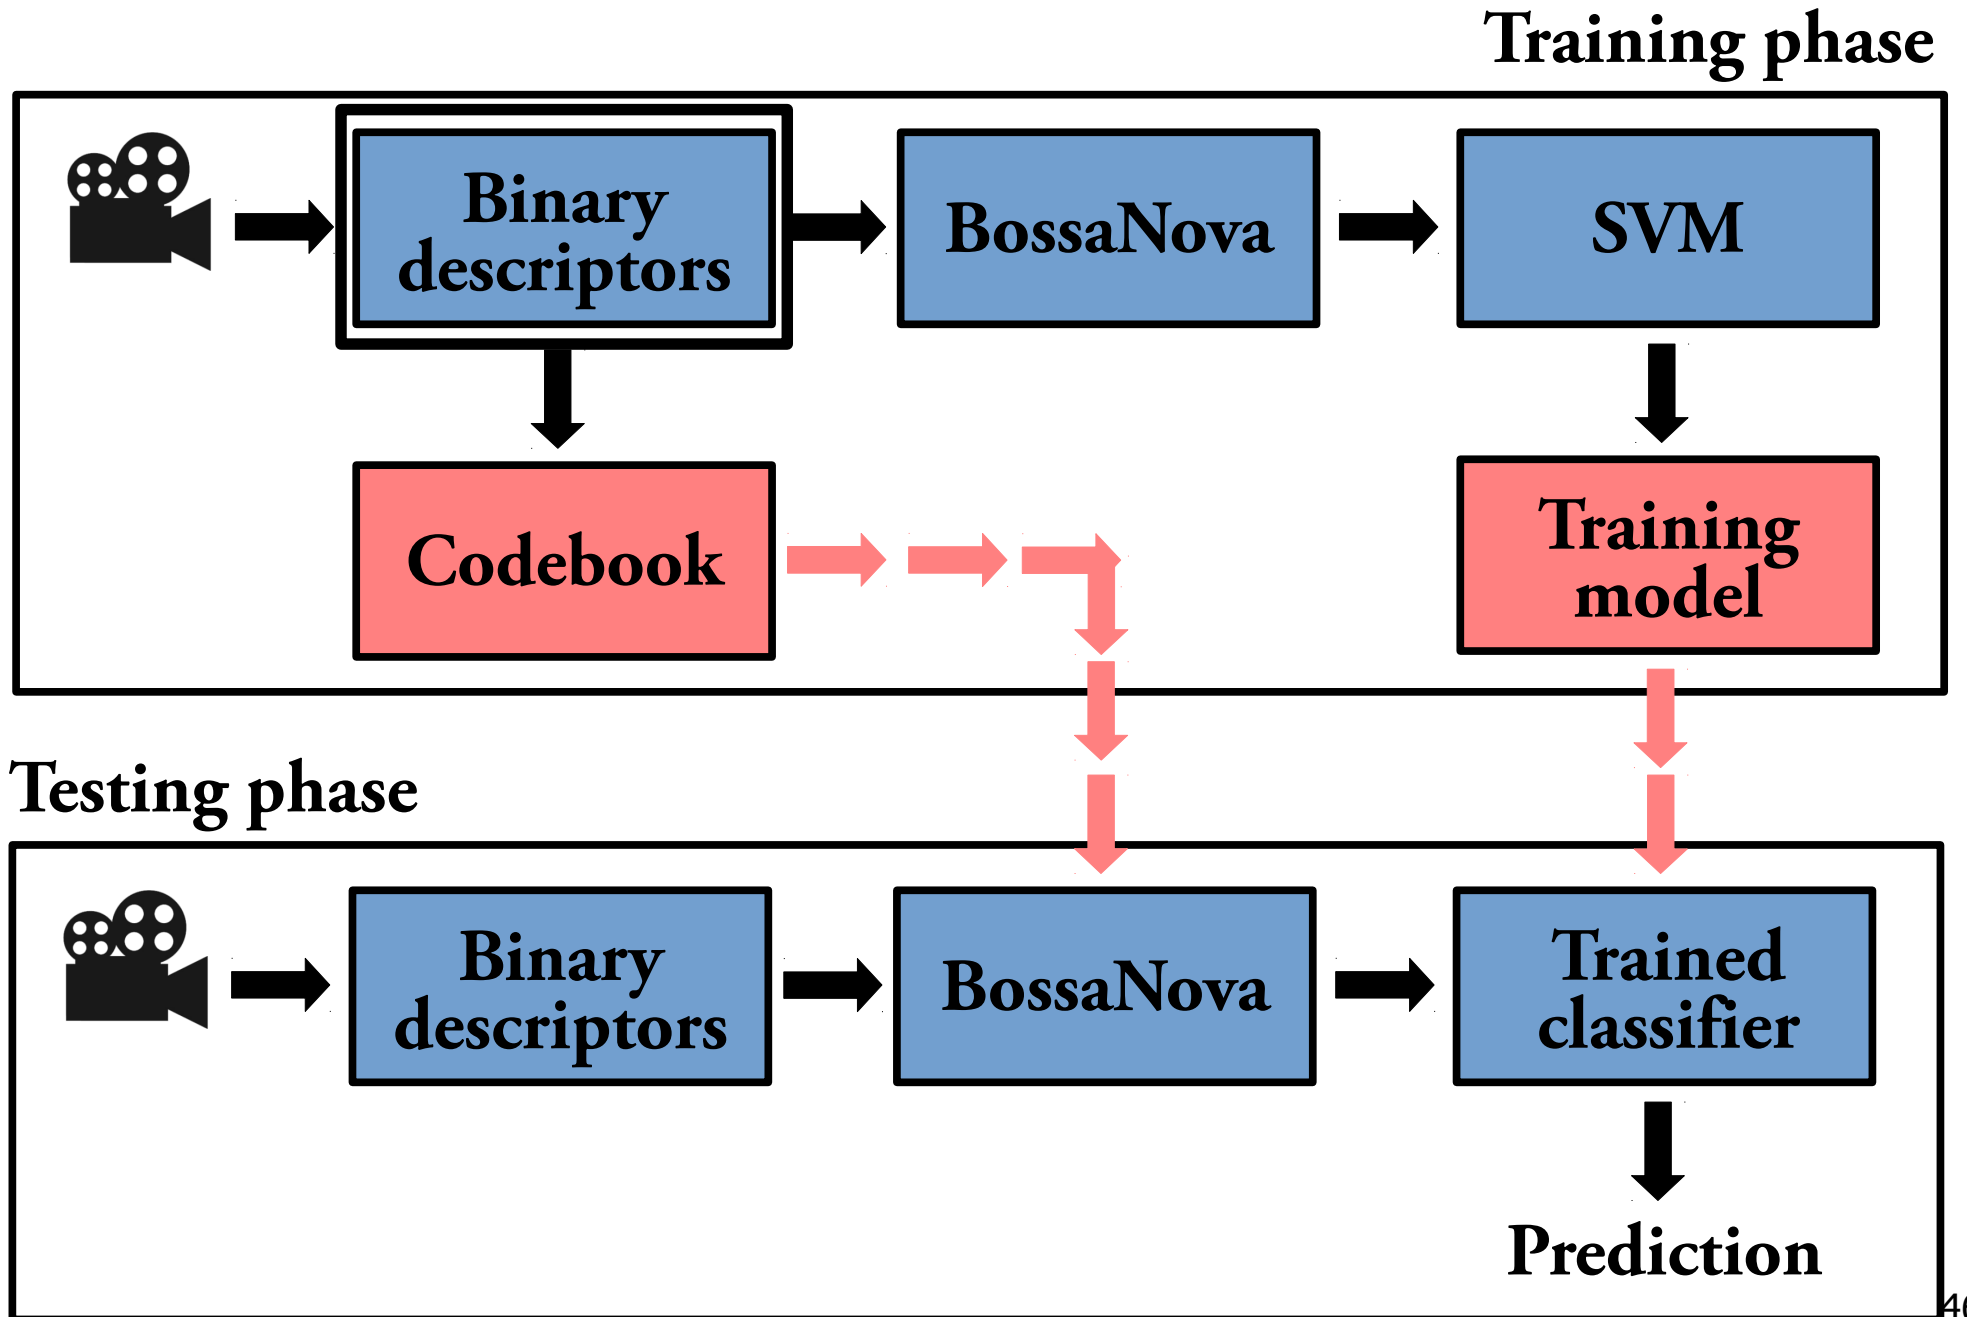 Training phase
Binary
descriptors
BossaNova
SVM
Codebook
Training
model
Testing phase
Binary
descriptors
BossaNova
Trained
classifier
Prediction